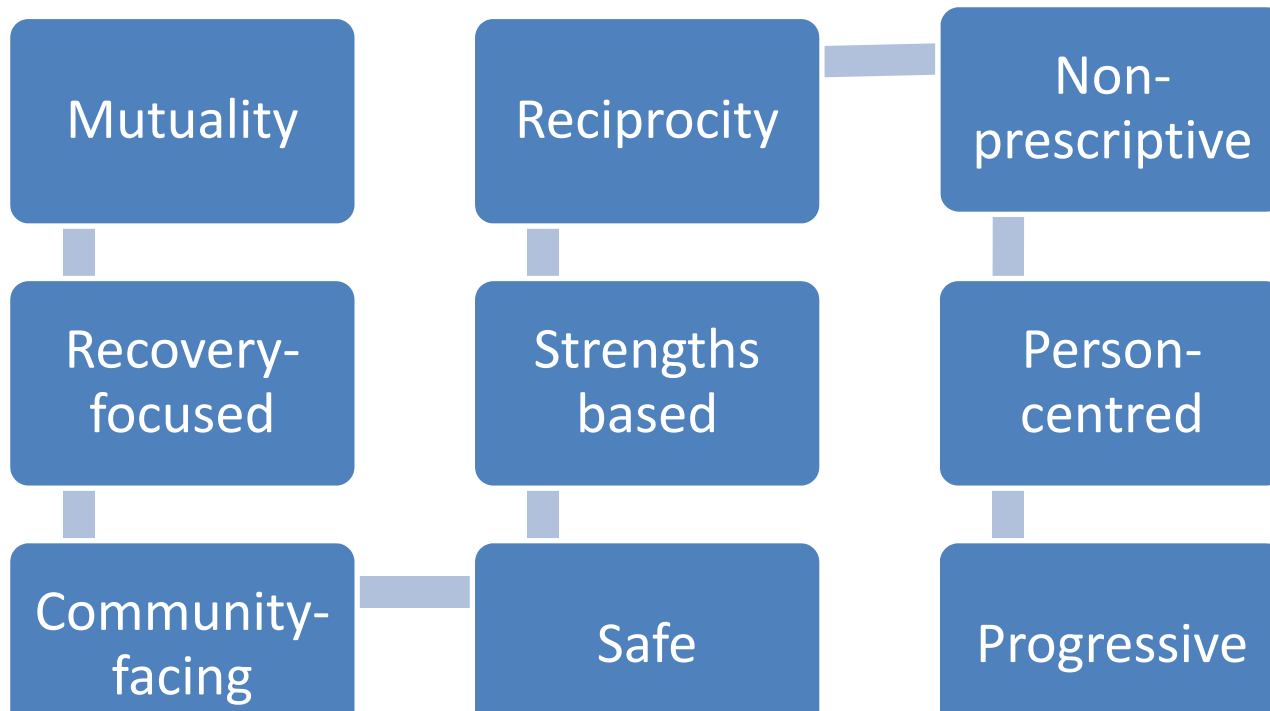 Mutuality
Recovery-
focused
Community-
facing
Safe
Strengths
based
Reciprocity
Non-
prescriptive
Person-
centred
Progressive